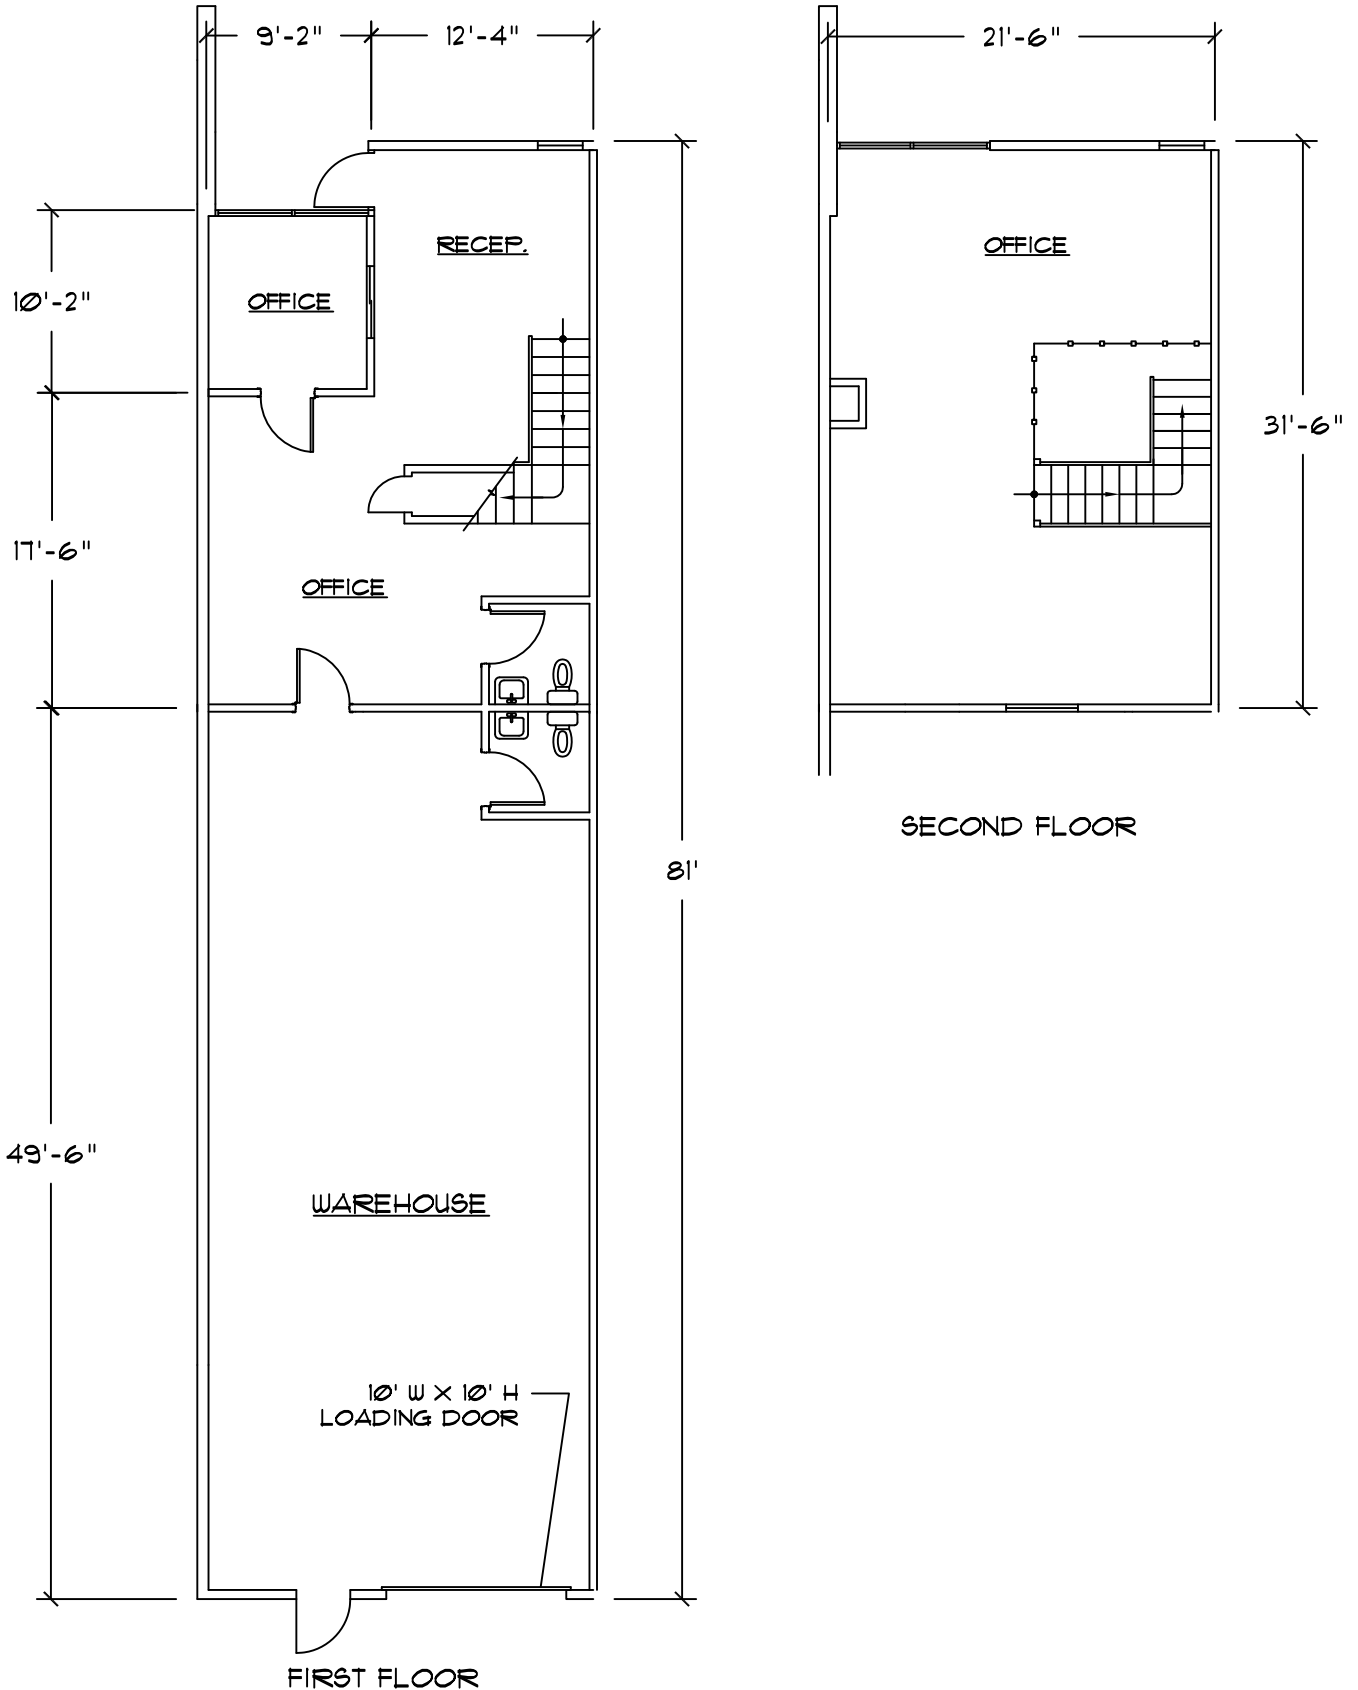 9'-2"
12'-4"
21'-6"
RECEP.
OFFICE
10'-2"
OFFICE
31'-6"
17'-6"
OFFICE
SECOND FLOOR
81'
49'-6"
WAREHOUSE
10' W X 10' H
LOADING DOOR
FIRST FLOOR